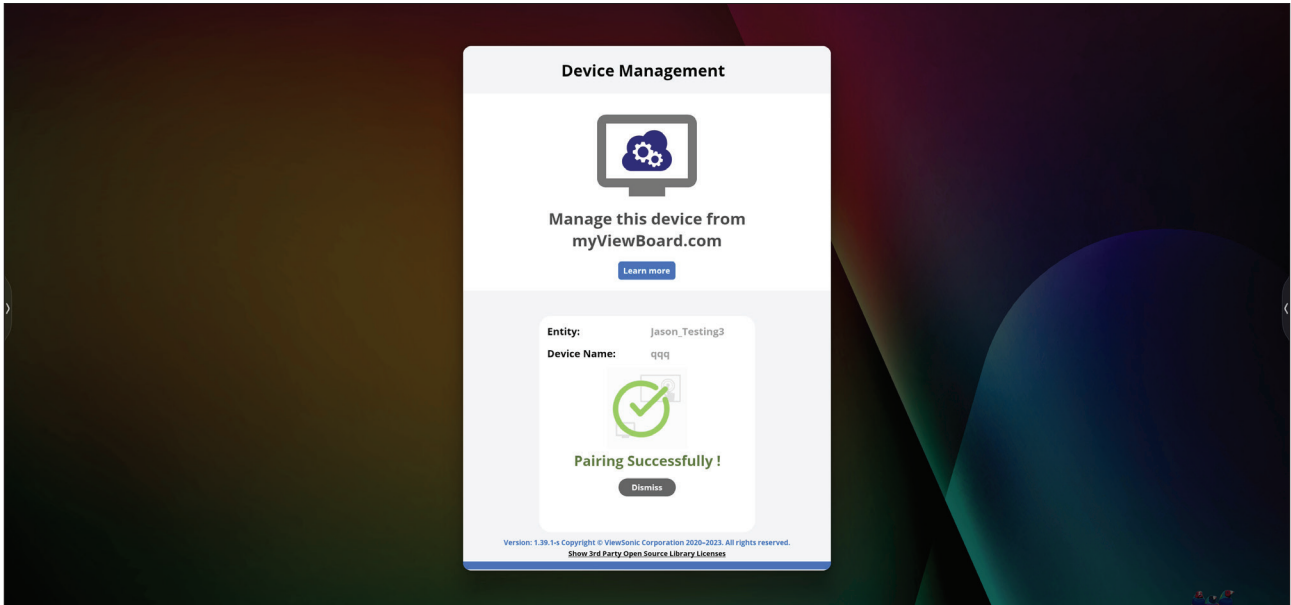 Device Management
Manage this device from
myViewBoard.com
Learn more
Entity: Jason_Testing3
Device Name: qqq
Pairing Successfully !
Dismiss
Version: 1.39.1-s Copyright © ViewSonic Corporation 2020–2023. All rights reserved.
Show 3rd Party Open Source Library Licenses